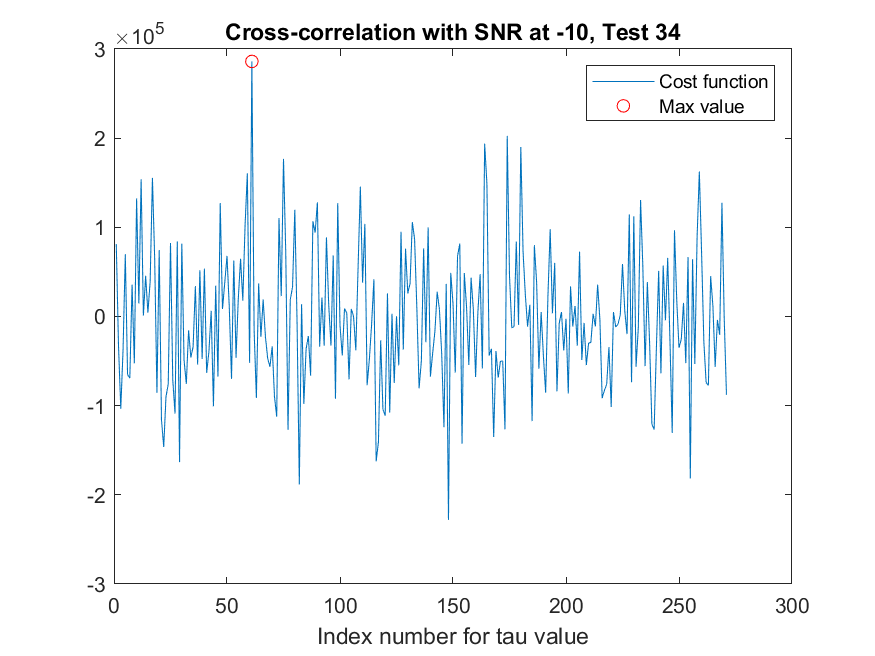 Cross-correlation with SNR at -10, Test 34
×10^5
3
2
1
0
-1
-2
-3
0 50 100 150 200 250 300
Index number for tau value
Cost function
Max value